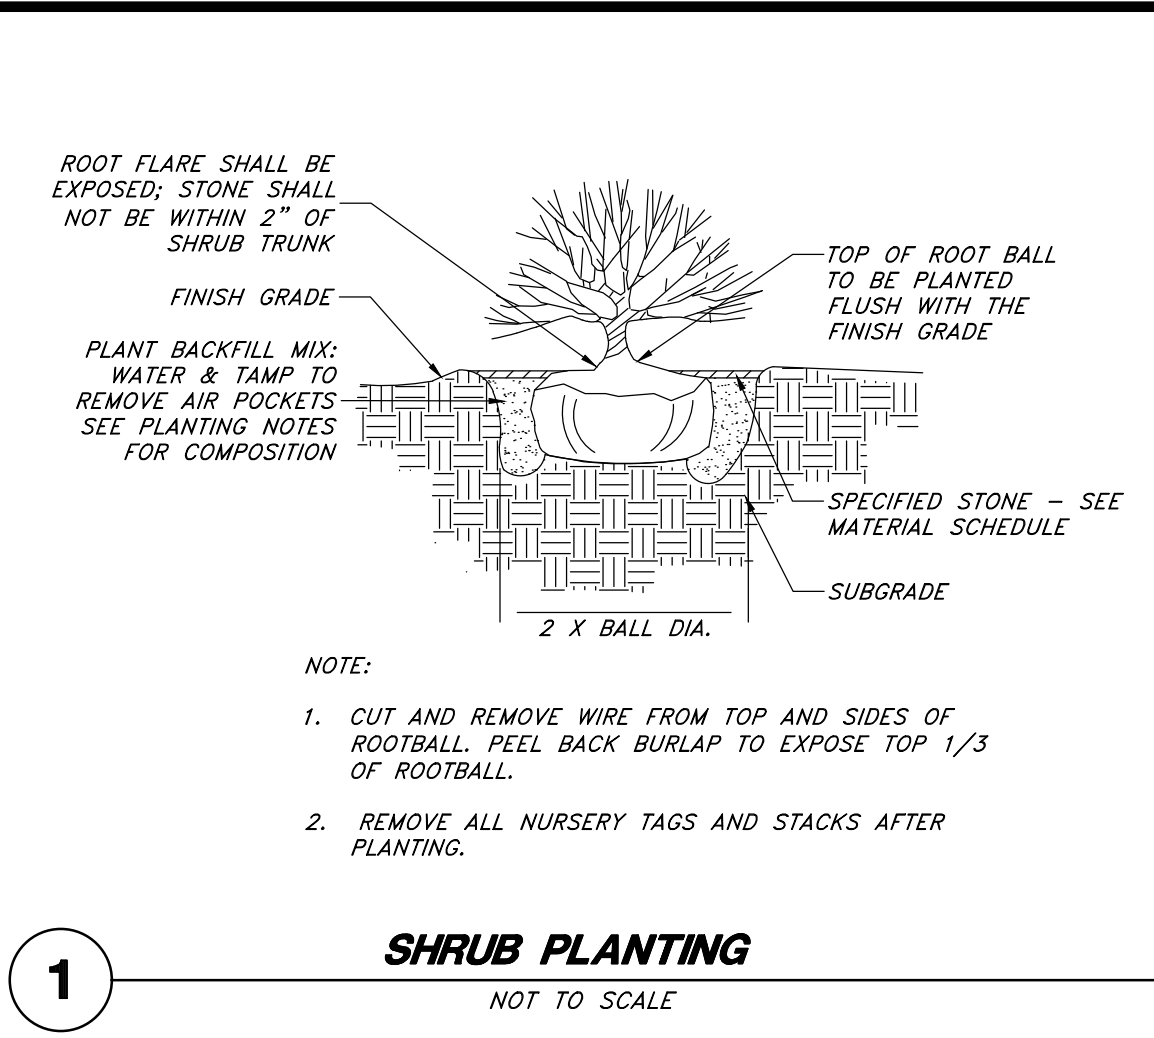 ROOT FLARE SHALL BE
EXPOSED; STONE SHALL
NOT BE WITHIN 2" OF
SHRUB TRUNK
FINISH GRADE
PLANT BACKFILL MIX:
WATER & TAMP TO
REMOVE AIR POCKETS
SEE PLANTING NOTES
FOR COMPOSITION
TOP OF ROOT BALL
TO BE PLANTED
FLUSH WITH THE
FINISH GRADE
SPECIFIED STONE – SEE
MATERIAL SCHEDULE
SUBGRADE
2 X BALL DIA.
NOTE:
1. CUT AND REMOVE WIRE FROM TOP AND SIDES OF
ROOTBALL. PEEL BACK BURLAP TO EXPOSE TOP 1/3
OF ROOTBALL.
2. REMOVE ALL NURSERY TAGS AND STACKS AFTER
PLANTING.
1
SHRUB PLANTING
NOT TO SCALE